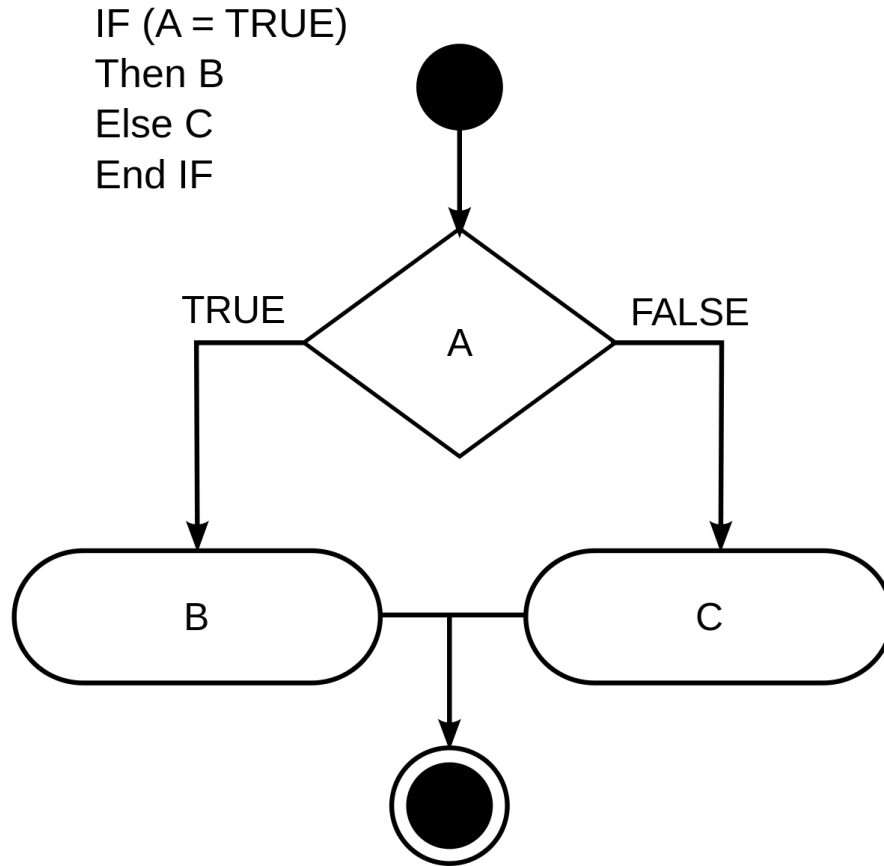 IF (A = TRUE)
Then B
Else C
End IF
TRUE
FALSE
A
B
C